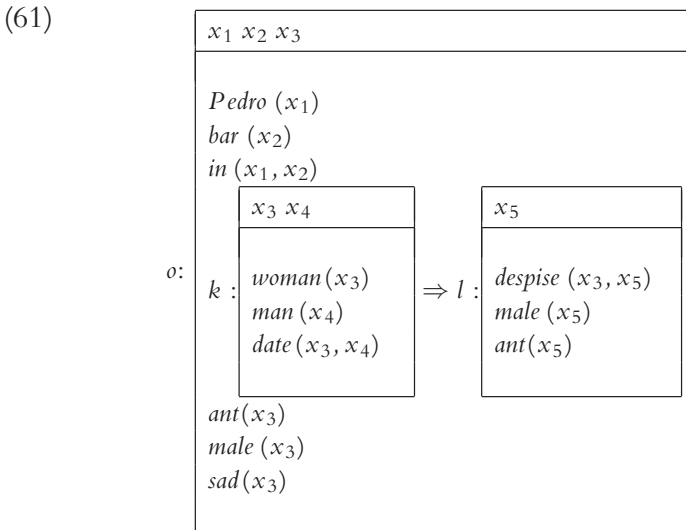 (61)
x₁ x₂ x₃
Pedro (x₁)
bar (x₂)
in (x₁, x₂)
o:
k :
x₃ x₄
woman (x₃)
man (x₄)
date (x₃, x₄)
⇒ l :
x₅
despise (x₃, x₅)
male (x₅)
ant(x₅)
ant(x₃)
male (x₃)
sad(x₃)